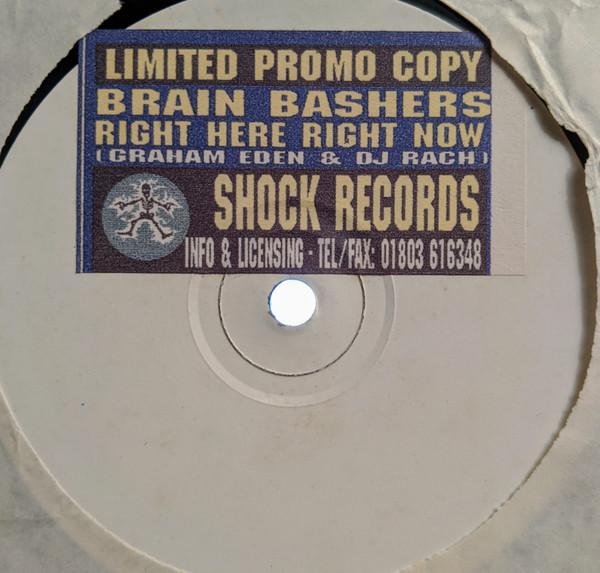 LIMITED PROMO COPY
BRAIN BASHERS
RIGHT HERE RIGHT NOW
(GRAHAM EDEN & DJ RACH)
SHOCK RECORDS
INFO & LICENSING · TEL/FAX: 01803 616348